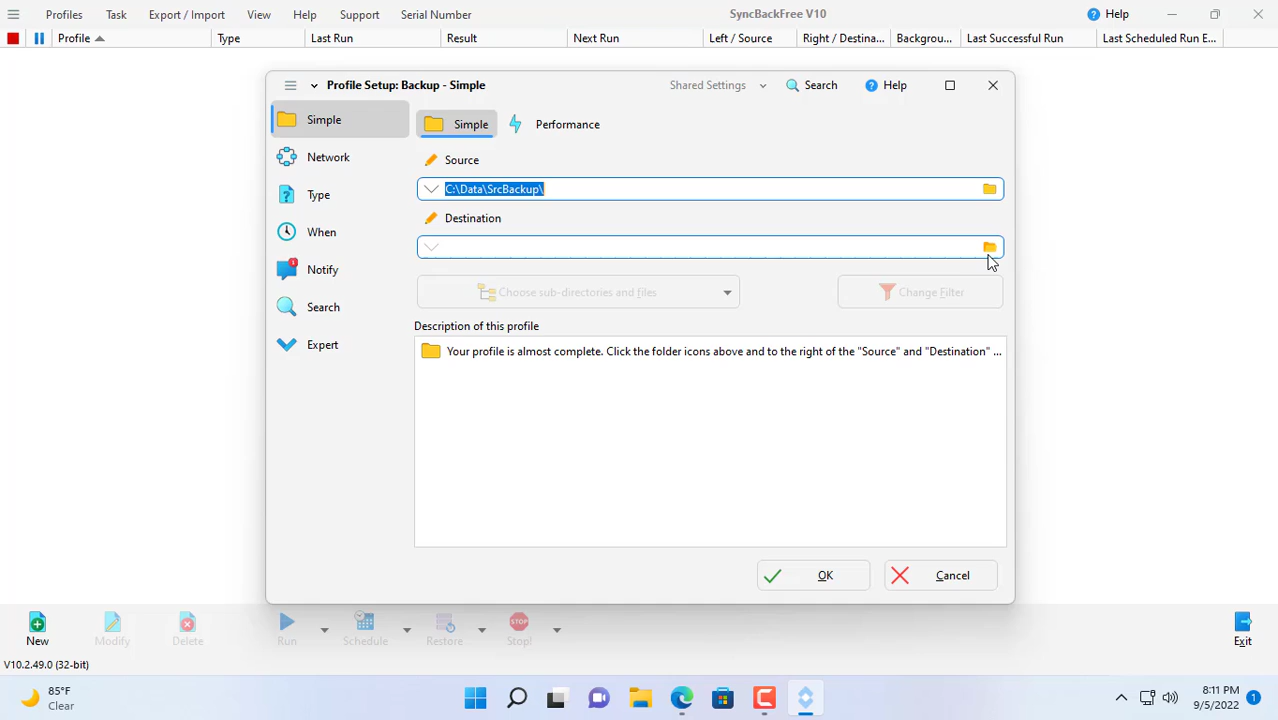 Profiles Task Export / Import View Help Support Serial Number SyncBackFree V10 Help
Profile Type Last Run Result Next Run Left / Source Right / Destina... Backgrou... Last Successful Run Last Scheduled Run E...
Profile Setup: Backup - Simple Shared Settings Search Help
Simple
Network
Type
When
Notify
Search
Expert
Simple Performance
Source
C:\Data\SrcBackup\
Destination
Choose sub-directories and files Change Filter
Description of this profile
Your profile is almost complete. Click the folder icons above and to the right of the "Source" and "Destination" ...
OK Cancel
New Modify Delete Run Schedule Restore Stop! Exit
V10.2.49.0 (32-bit)
85°F
Clear
8:11 PM
9/5/2022
1